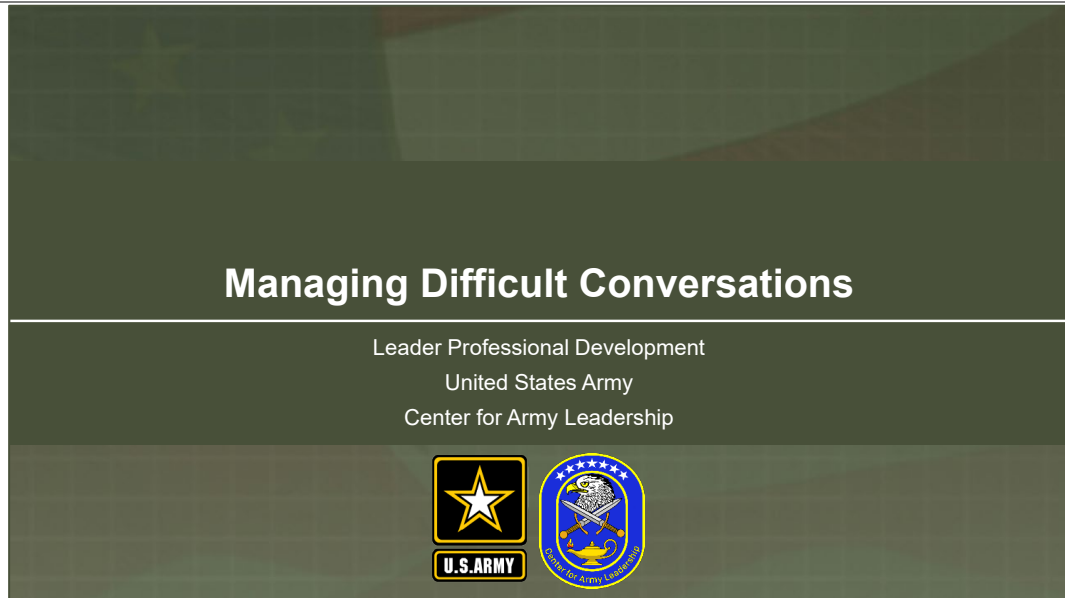 Managing Difficult Conversations
Leader Professional Development
United States Army
Center for Army Leadership
U.S.ARMY
Center for Army Leadership